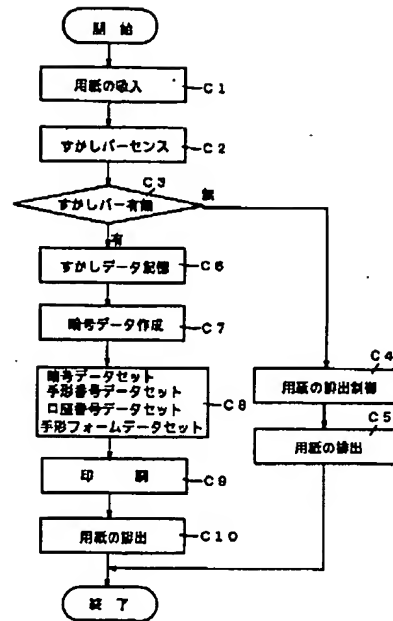 開始
用紙の吸入
C1
すかしバーセンス
C2
C3
すかしバー有無
無
有
すかしデータ記憶
C6
暗号データ作成
C7
暗号データセット
手形番号データセット
口座番号データセット
手形フォームデータセット
C8
C4
用紙の排出制御
C5
用紙の排出
印刷
C9
用紙の排出
C10
終了